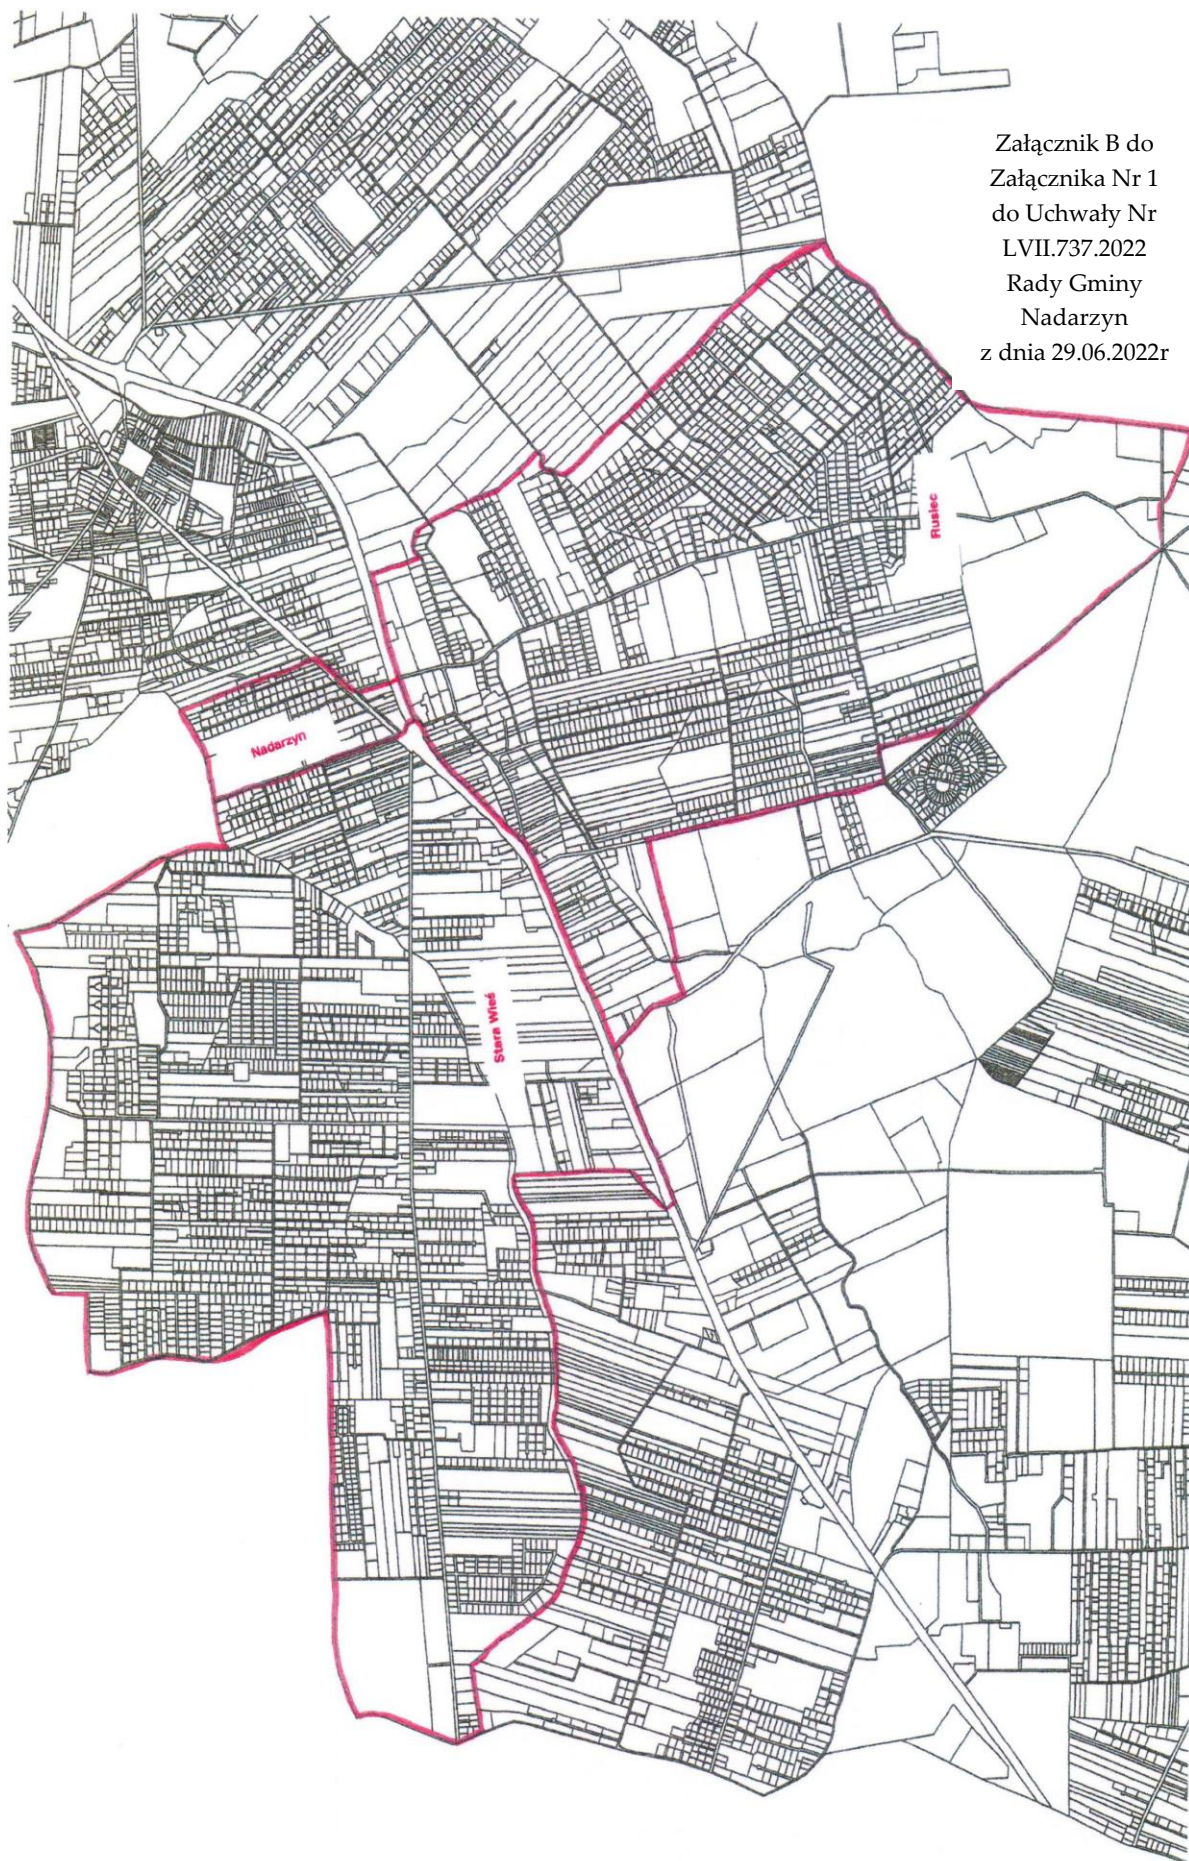 Załącznik B do
Załącznika Nr 1
do Uchwały Nr
LVII.737.2022
Rady Gminy
Nadarzyn
z dnia 29.06.2022r
Rusiec
Nadarzyn
Stara Wieś